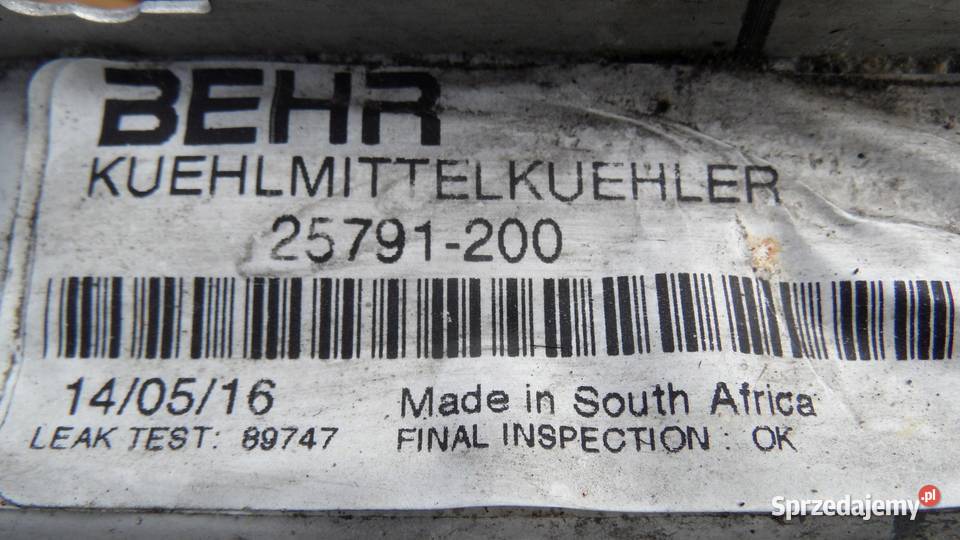 BEHR
KUEHLMITTELKUEHLER
25791-200
14/05/16 Made in South Africa
LEAK TEST: 89747 FINAL INSPECTION : OK
Sprzedajemy.pl